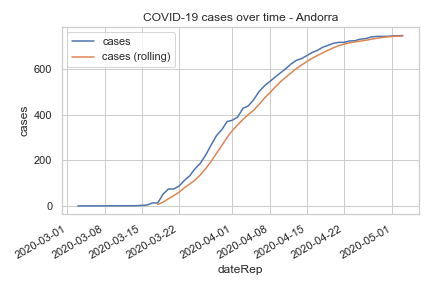 COVID-19 cases over time - Andorra
cases
cases (rolling)
600
400
200
0
cases
2020-03-01
2020-03-08
2020-03-15
2020-03-22
2020-04-01
2020-04-08
2020-04-15
2020-04-22
2020-05-01
dateRep